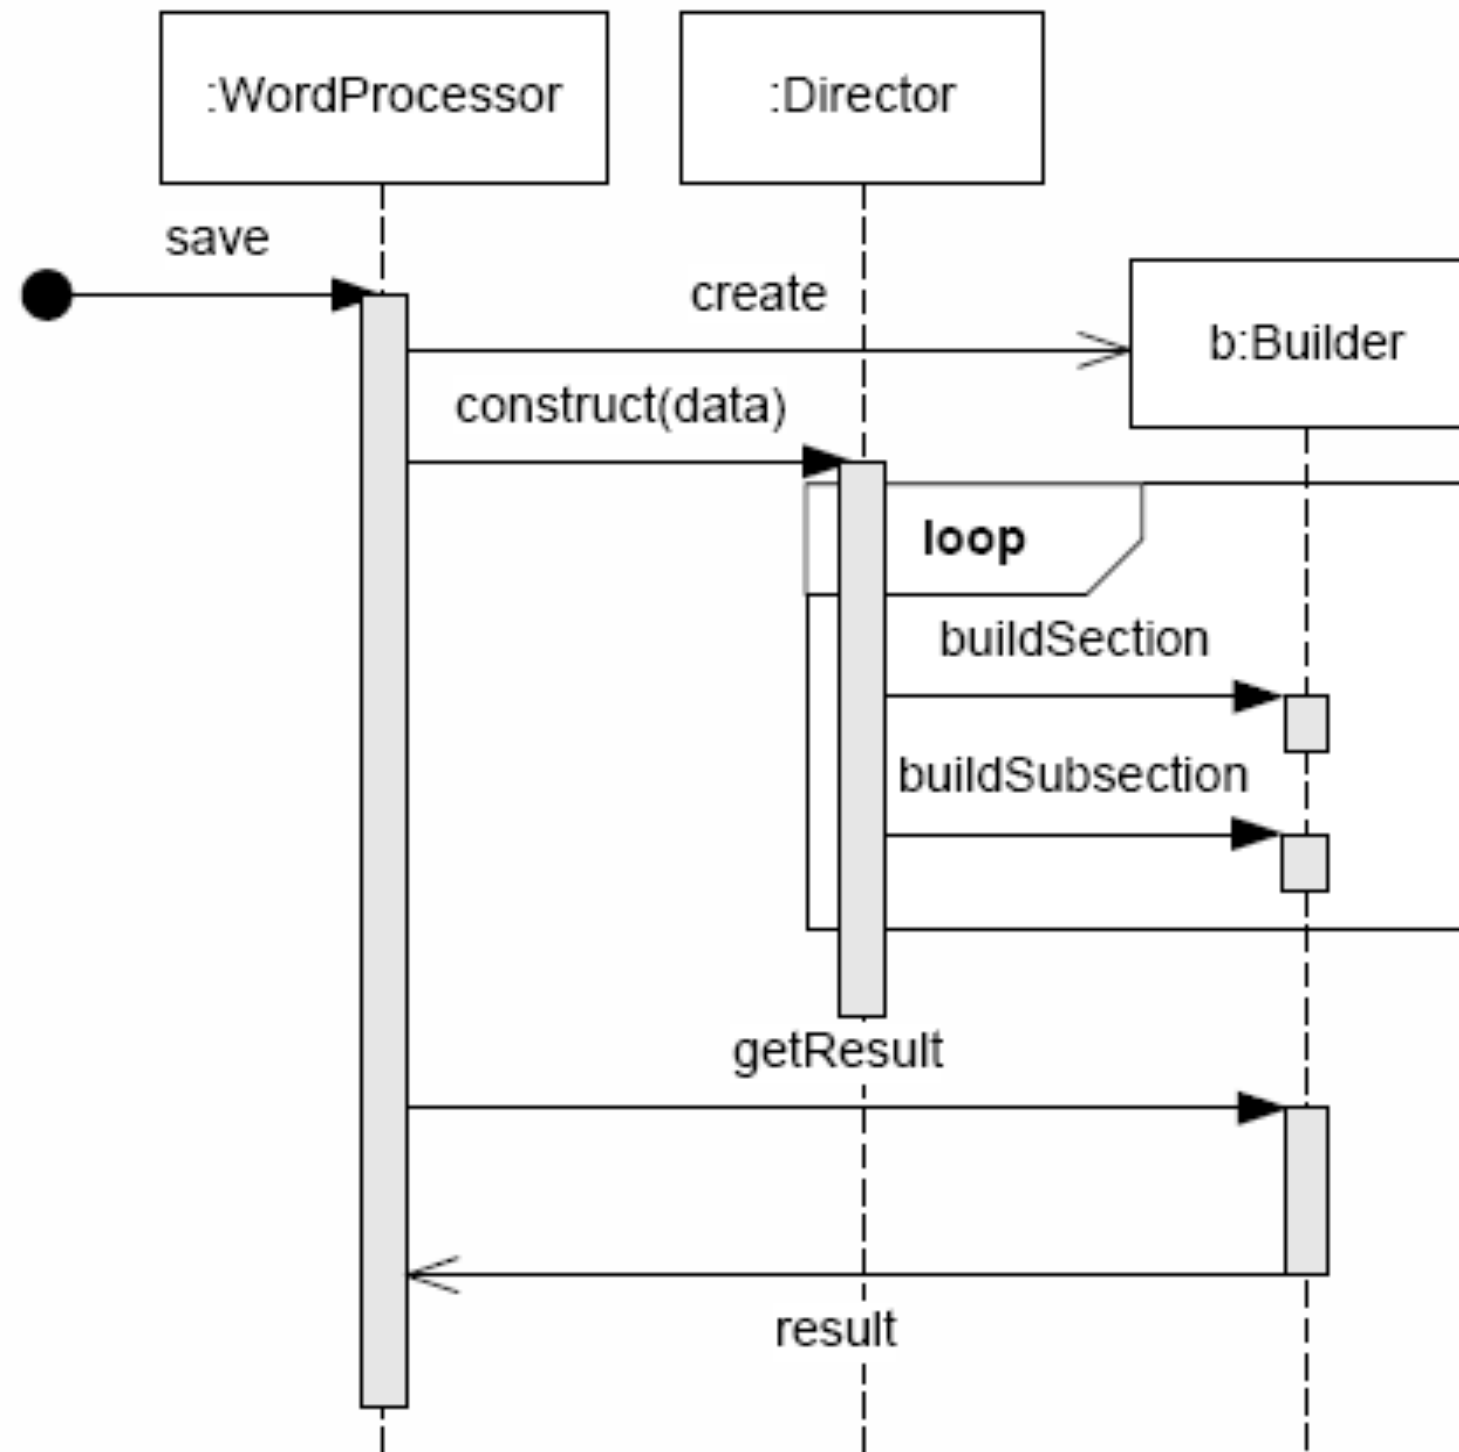 :WordProcessor
:Director
save
create
b:Builder
construct(data)
loop
buildSection
buildSubsection
getResult
result